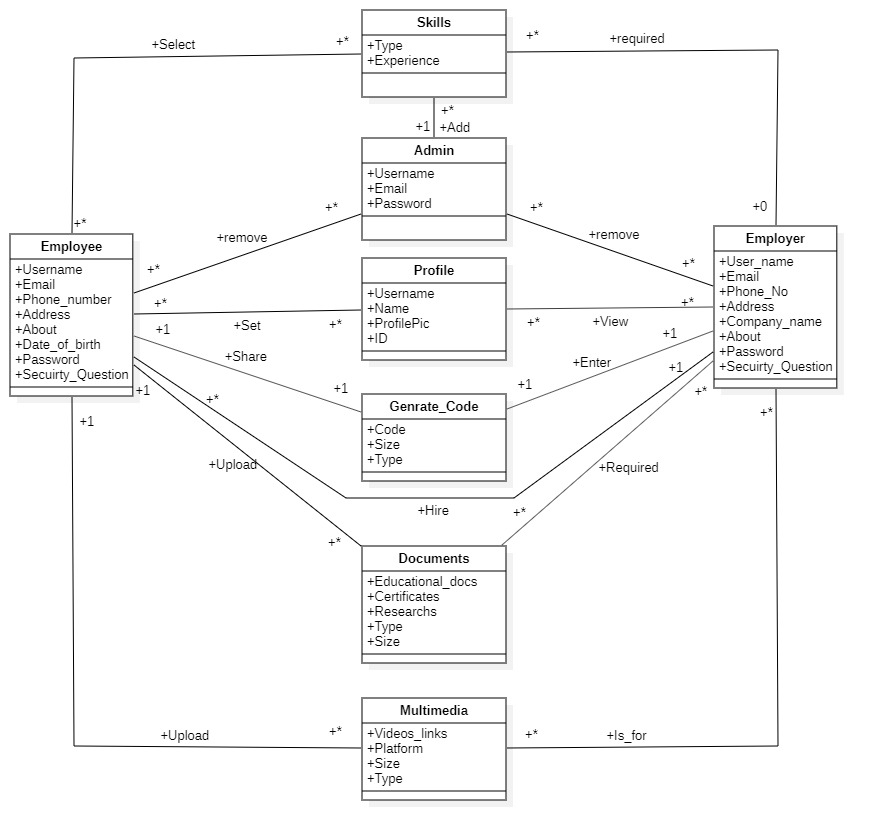 Skills
+Type
+Experience
+Select
+*
+*
+required
+*
+1
+Add
Admin
+Username
+Email
+Password
+*
+*
+remove
+remove
+*
+0
+*
+*
Employee
+Username
+Email
+Phone_number
+Address
+About
+Date_of_birth
+Password
+Secuirty_Question
Employer
+User_name
+Email
+Phone_No
+Address
+Company_name
+About
+Password
+Secuirty_Question
Profile
+Username
+Name
+ProfilePic
+ID
+*
+Set
+*
+*
+View
+*
+1
+Share
+1
+1
+Enter
+1
Genrate_Code
+Code
+Size
+Type
+*
+Hire
+1
+1
+Upload
+*
+*
+Required
+*
Documents
+Educational_docs
+Certificates
+Researchs
+Type
+Size
+1
+Upload
+*
+*
+Is_for
+*
Multimedia
+Videos_links
+Platform
+Size
+Type